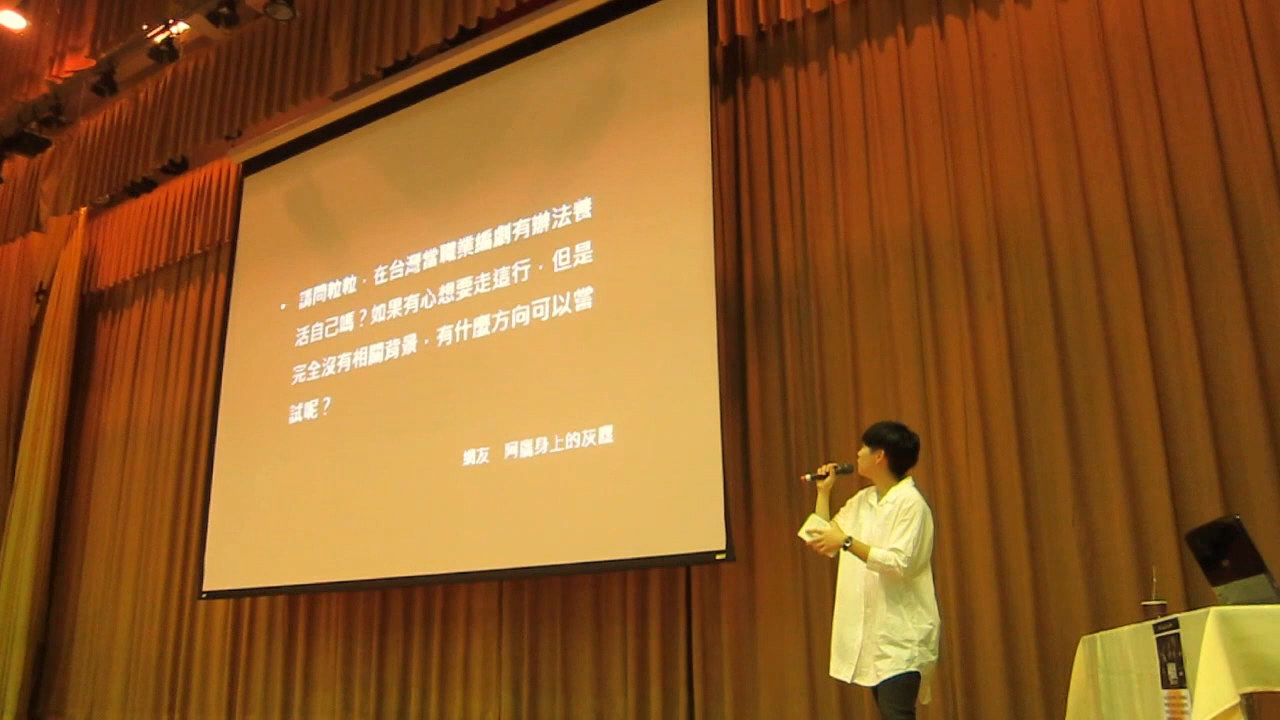 • 請問粒粒，在台灣當職業編劇有辦法養
活自己嗎？如果有心想要走這行，但是
完全沒有相關背景，有什麼方向可以嘗
試呢？
網友 阿腦身上的灰塵